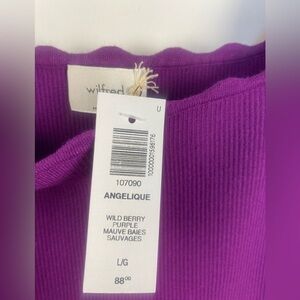 wilfred
U
107090
ANGELIQUE
WILD BERRY
PURPLE
MAUVE BAIES
SAUVAGES
L/G
88.00